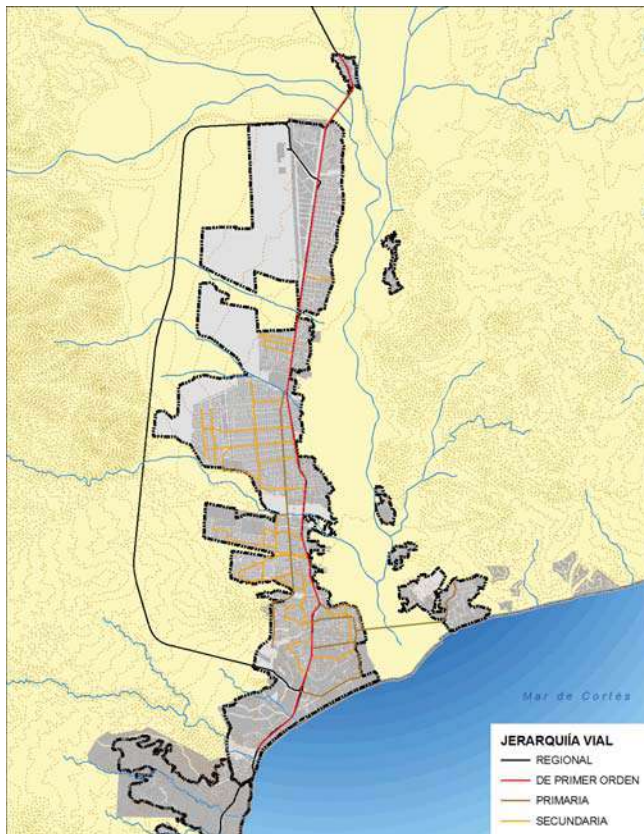 Mar de Cortés
JERARQUIÍA VIAL
REGIONAL
DE PRIMER ORDEN
PRIMARIA
SECUNDARIA